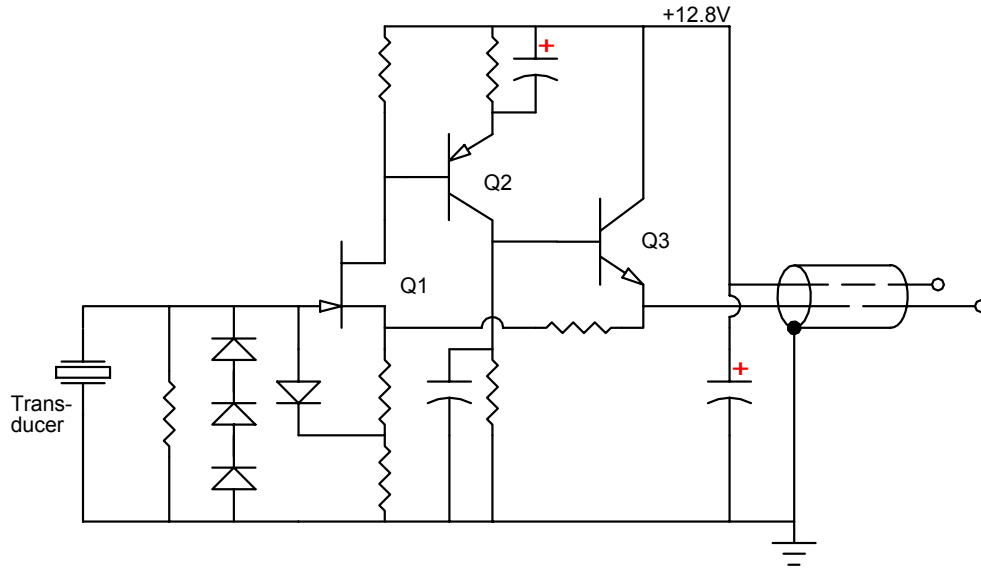 +12.8V
+
Q2
Q3
Q1
+
Trans-
ducer